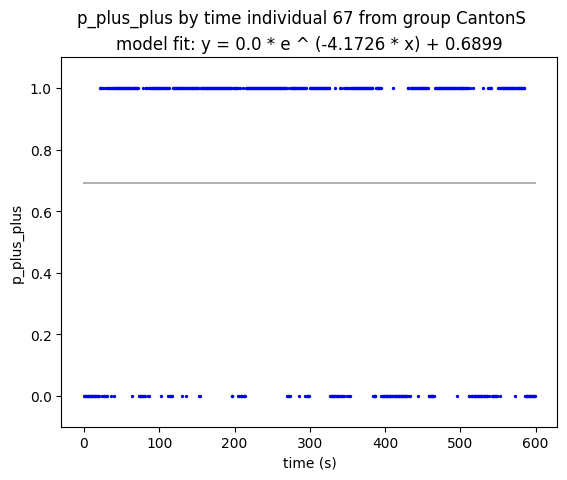 p_plus_plus by time individual 67 from group CantonS
model fit: y = 0.0 * e ^ (-4.1726 * x) + 0.6899
1.0
0.8
0.6
0.4
0.2
0.0
p_plus_plus
0 100 200 300 400 500 600
time (s)